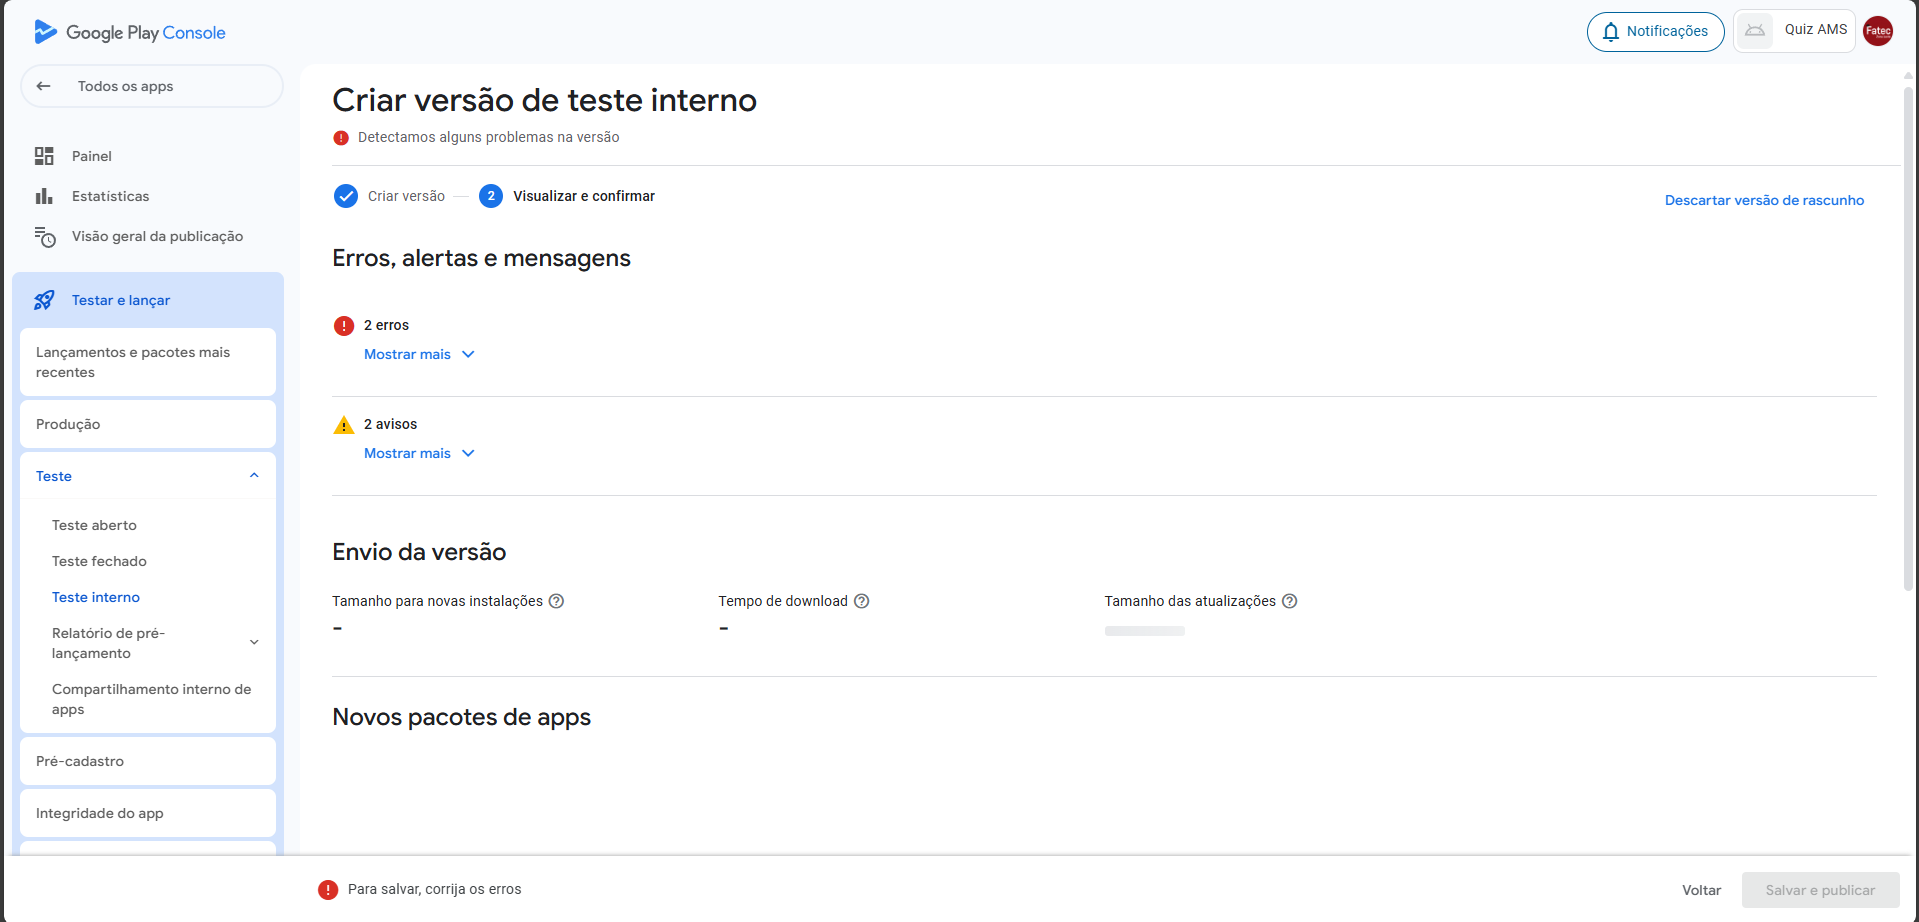 Google Play Console
Notificações
Quiz AMS
Fatec
Todos os apps
Painel
Estatísticas
Visão geral da publicação
Testar e lançar
Lançamentos e pacotes mais
recentes
Produção
Teste
Teste aberto
Teste fechado
Teste interno
Relatório de pré-
lançamento
Compartilhamento interno de
apps
Pré-cadastro
Integridade do app
Criar versão de teste interno
Detectamos alguns problemas na versão
Criar versão
2
Visualizar e confirmar
Descartar versão de rascunho
Erros, alertas e mensagens
2 erros
Mostrar mais
2 avisos
Mostrar mais
Envio da versão
Tamanho para novas instalações
Tempo de download
Tamanho das atualizações
-
-
Novos pacotes de apps
Para salvar, corrija os erros
Voltar
Salvar e publicar